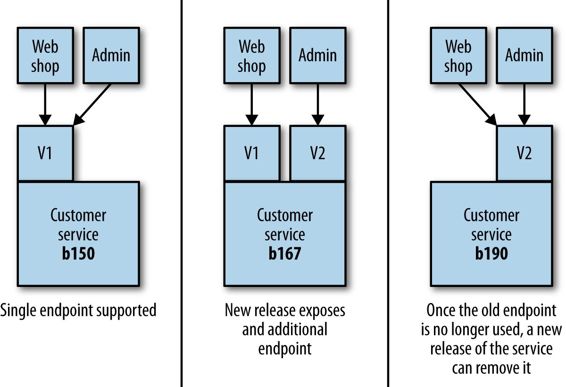 Web
shop
Admin
V1
Customer
service
b150
Single endpoint supported
Web
shop
Admin
V1
V2
Customer
service
b167
New release exposes
and additional
endpoint
Web
shop
Admin
V2
Customer
service
b190
Once the old endpoint
is no longer used, a new
release of the service
can remove it